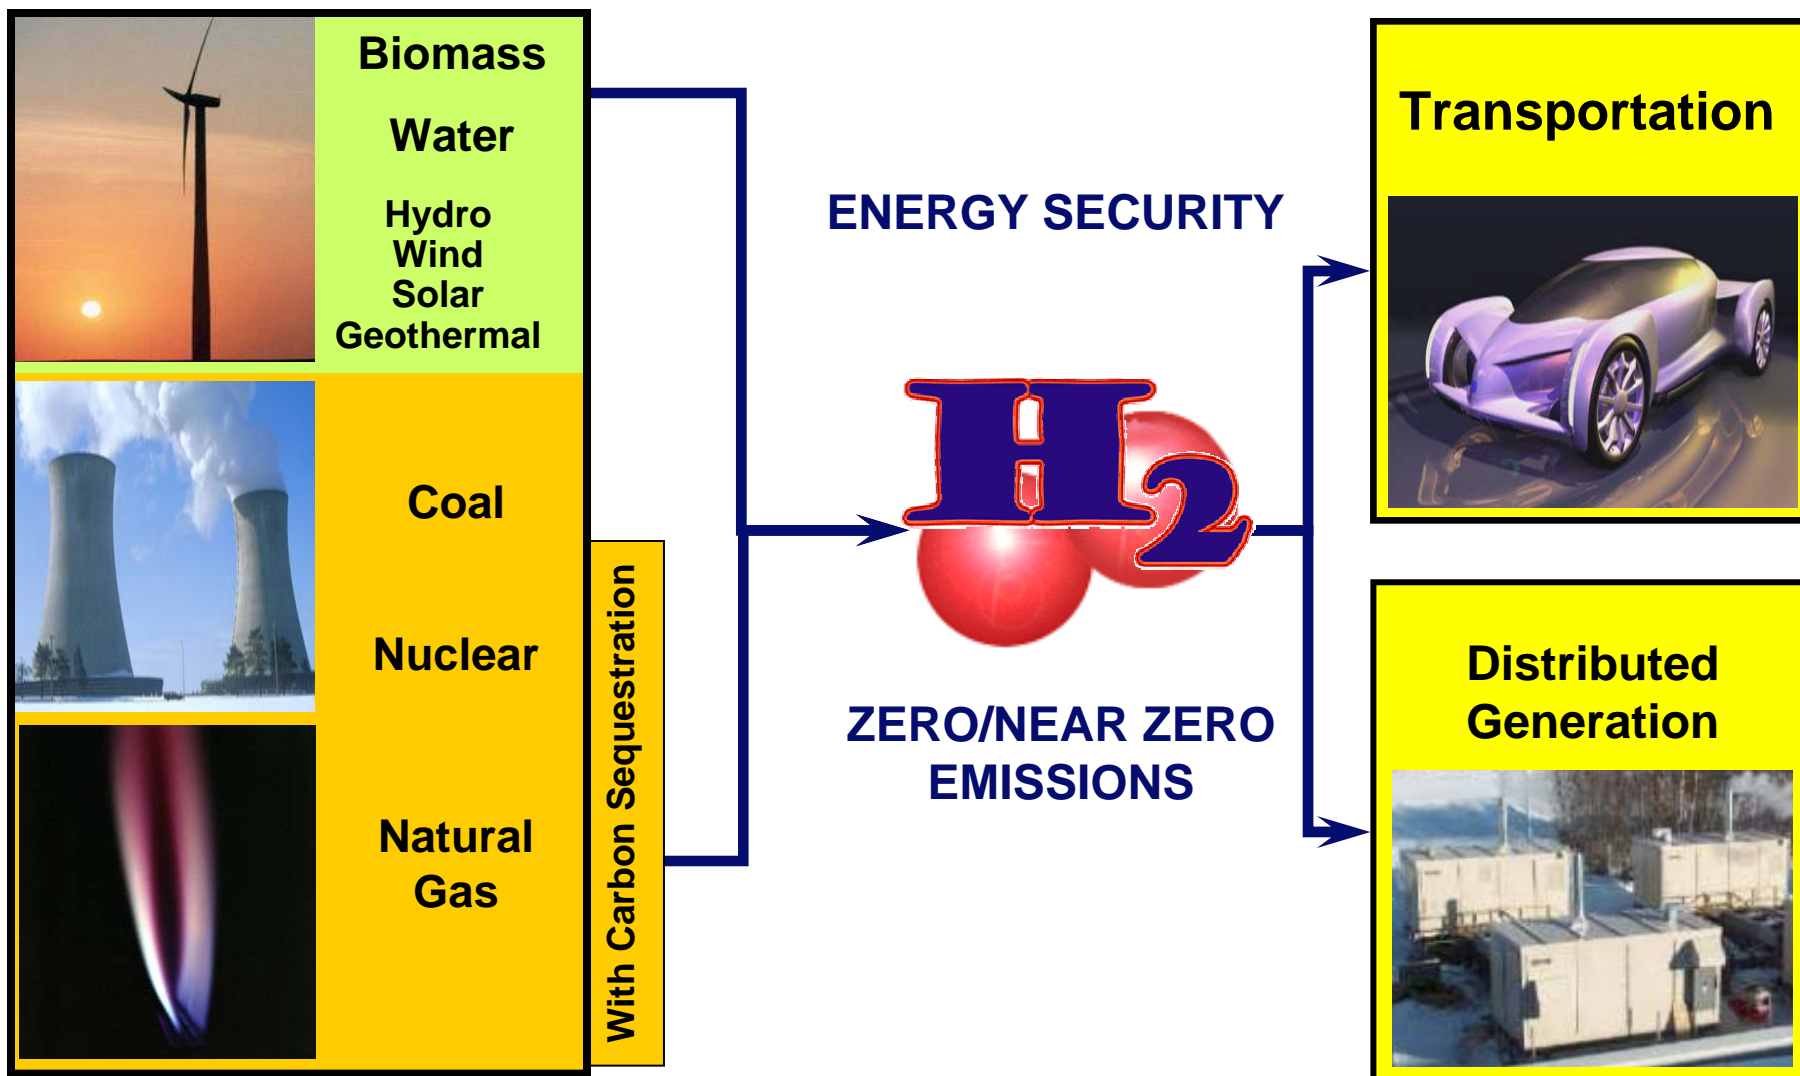 Biomass
Water
Hydro
Wind
Solar
Geothermal
Coal
Nuclear
Natural
Gas
With Carbon Sequestration
ENERGY SECURITY
H2
ZERO/NEAR ZERO
EMISSIONS
Transportation
Distributed
Generation